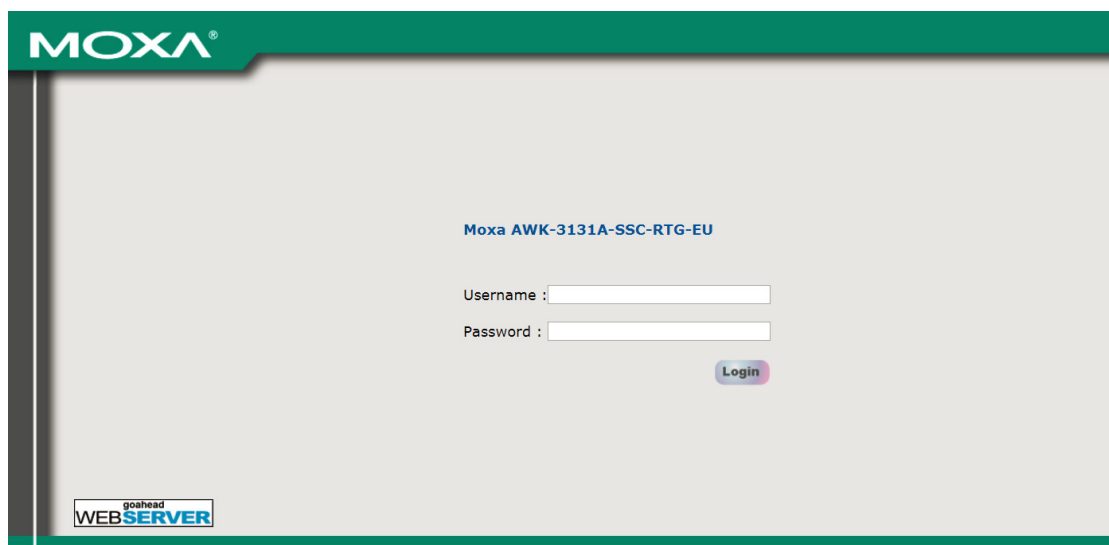 MOXA®
Moxa AWK-3131A-SSC-RTG-EU
Username :
Password :
Login
goahead
WEBSERVER